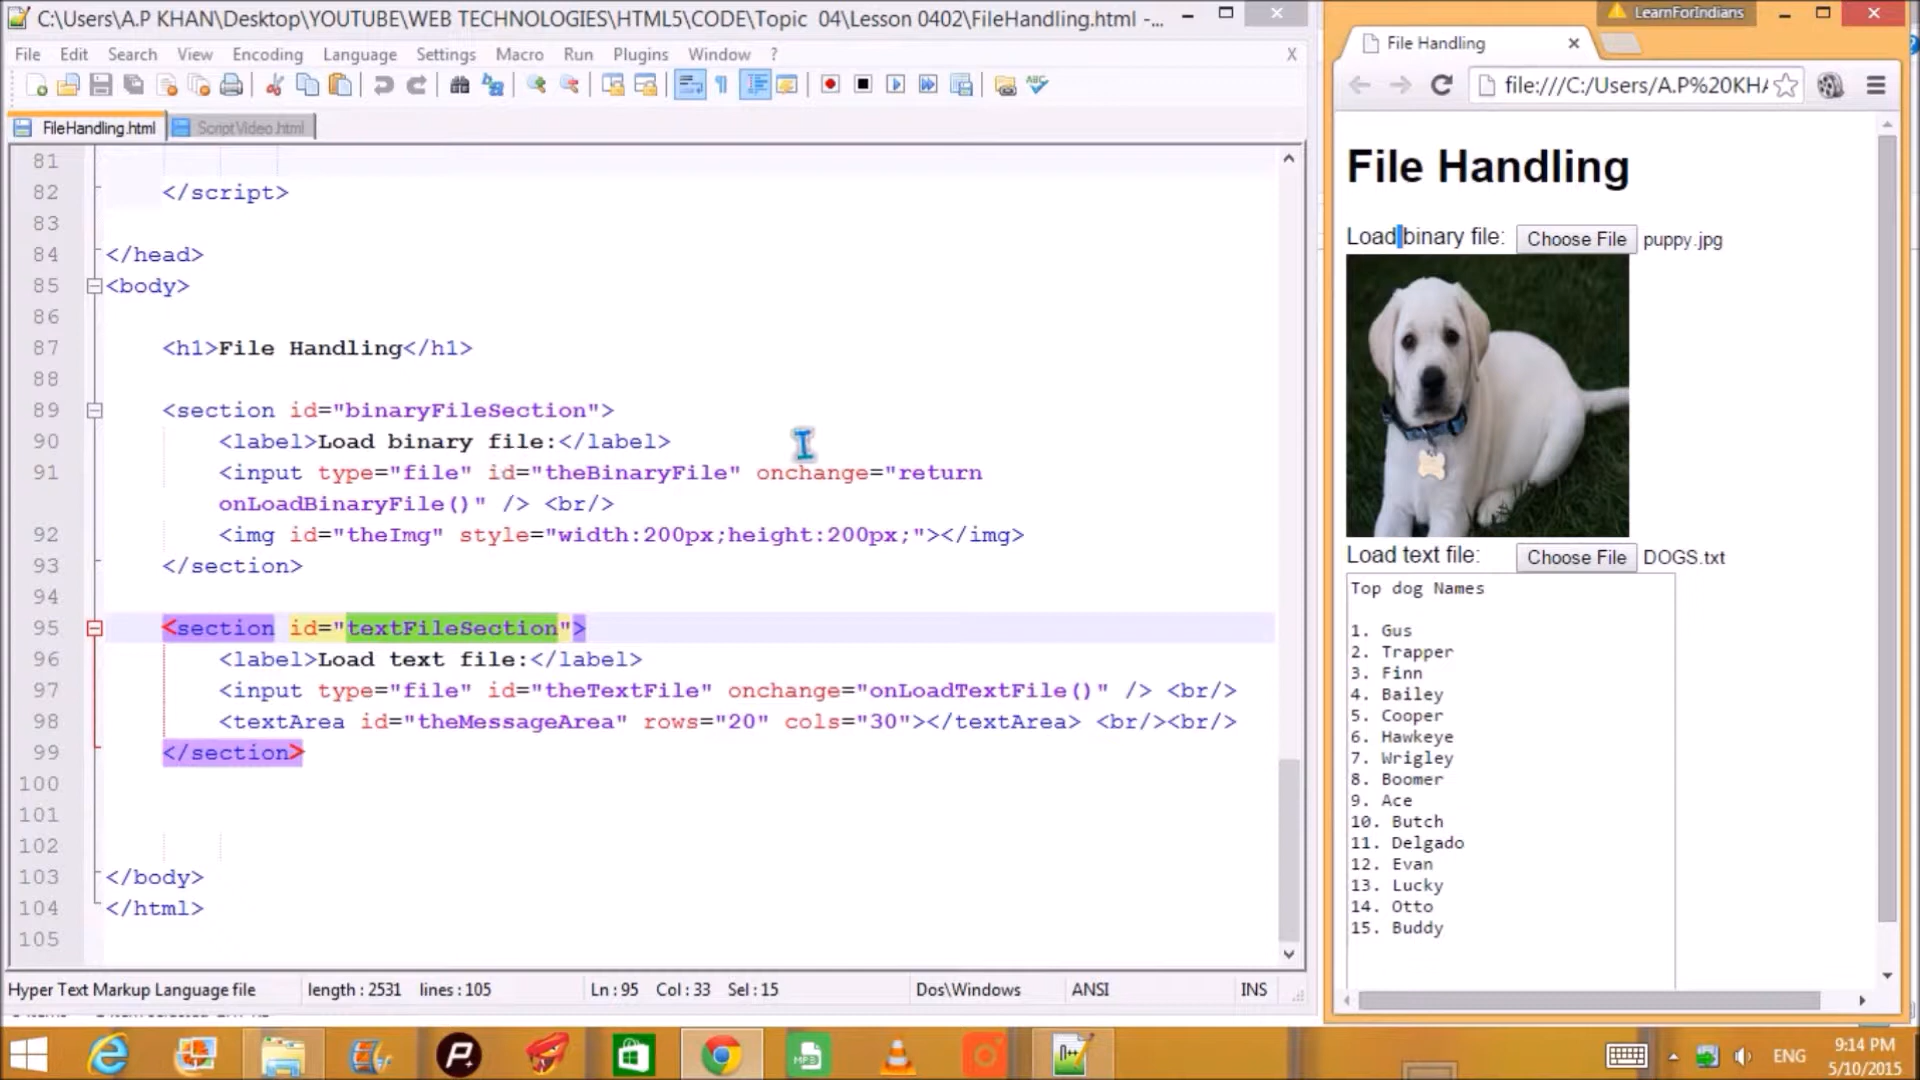 C:\Users\A.P KHAN\Desktop\YOUTUBE\WEB TECHNOLOGIES\HTML5\CODE\Topic  04\Lesson 0402\FileHandling.html -...
File Edit Search View Encoding Language Settings Macro Run Plugins Window ? X
FileHandling.html ScriptVideo.html
81
82 </script>
83
84 </head>
85 <body>
86
87 <h1>File Handling</h1>
88
89 <section id="binaryFileSection">
90 <label>Load binary file:</label>
91 <input type="file" id="theBinaryFile" onchange="return
onLoadBinaryFile()" /> <br/>
92 <img id="theImg" style="width:200px;height:200px;"></img>
93 </section>
94
95 <section id="textFileSection">
96 <label>Load text file:</label>
97 <input type="file" id="theTextFile" onchange="onLoadTextFile()" /> <br/>
98 <textArea id="theMessageArea" rows="20" cols="30"></textArea> <br/><br/>
99 </section>
100
101
102
103 </body>
104 </html>
105
Hyper Text Markup Language file length : 2531 lines : 105 Ln : 95 Col : 33 Sel : 15 Dos\Windows ANSI INS
LearnForIndians
File Handling
file:///C:/Users/A.P%20KHA
File Handling
Load binary file: Choose File puppy.jpg
Load text file: Choose File DOGS.txt
Top dog Names
1. Gus
2. Trapper
3. Finn
4. Bailey
5. Cooper
6. Hawkeye
7. Wrigley
8. Boomer
9. Ace
10. Butch
11. Delgado
12. Evan
13. Lucky
14. Otto
15. Buddy
MP3
n++
ENG
9:14 PM
5/10/2015